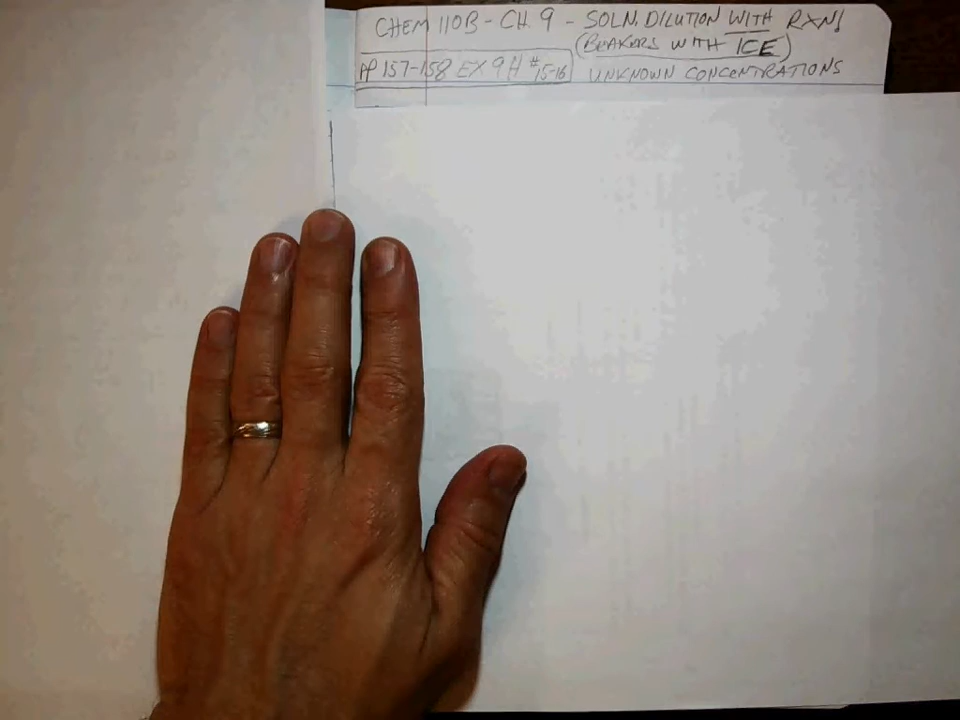 CHEM 110B - CH. 9 - SOLN. DILUTION WITH RXN!
(BEAKERS WITH ICE)
PP 157-158 EX 9H #15-16 UNKNOWN CONCENTRATIONS